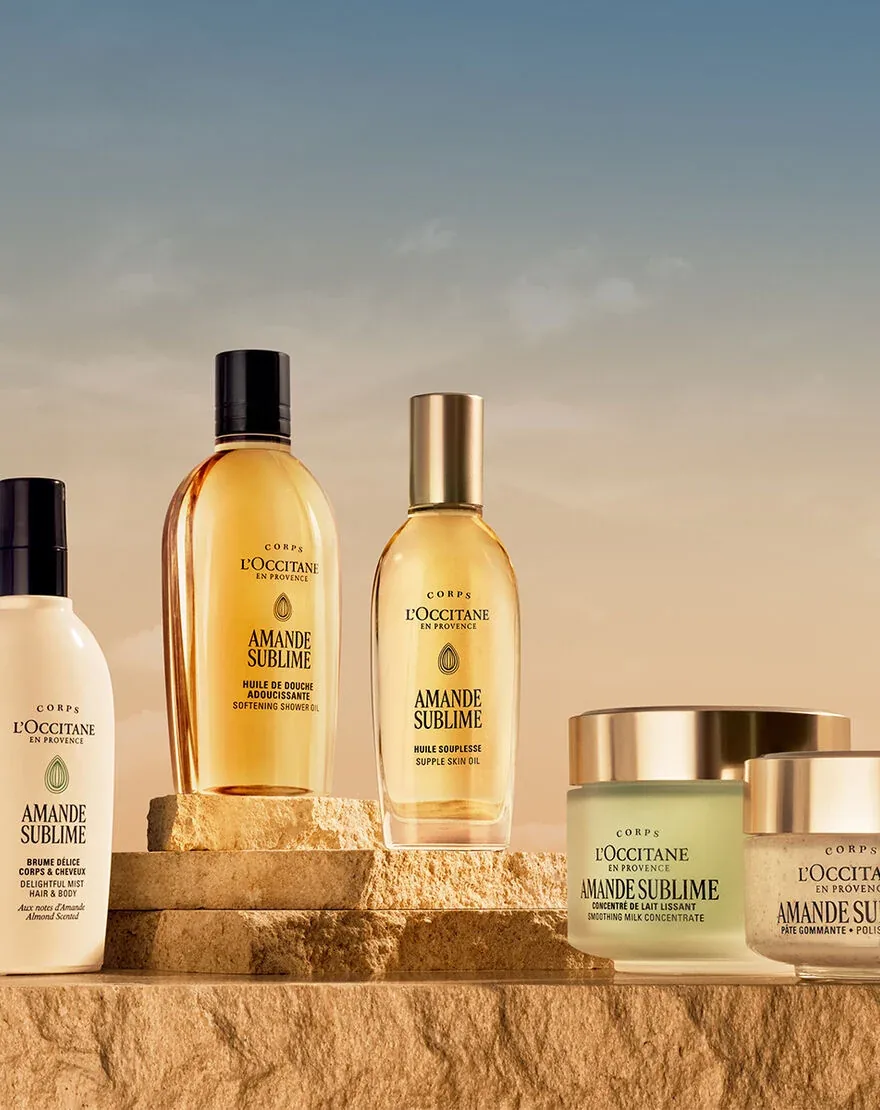 CORPS
L'OCCITANE
EN PROVENCE
AMANDE
SUBLIME
BRUME DÉLICE
CORPS & CHEVEUX
DELIGHTFUL MIST
HAIR & BODY
Aux notes d'Amande
Almond Scented
CORPS
L'OCCITANE
EN PROVENCE
AMANDE
SUBLIME
HUILE DE DOUCHE
ADOUCISSANTE
SOFTENING SHOWER OIL
CORPS
L'OCCITANE
EN PROVENCE
AMANDE
SUBLIME
HUILE SOUPLESSE
SUPPLE SKIN OIL
CORPS
L'OCCITANE
EN PROVENCE
AMANDE SUBLIME
CONCENTRÉ DE LAIT LISSANT
SMOOTHING MILK CONCENTRATE
CORPS
L'OCCITA
EN PROVENC
AMANDE SU
PÂTE GOMMANTE • POLIS